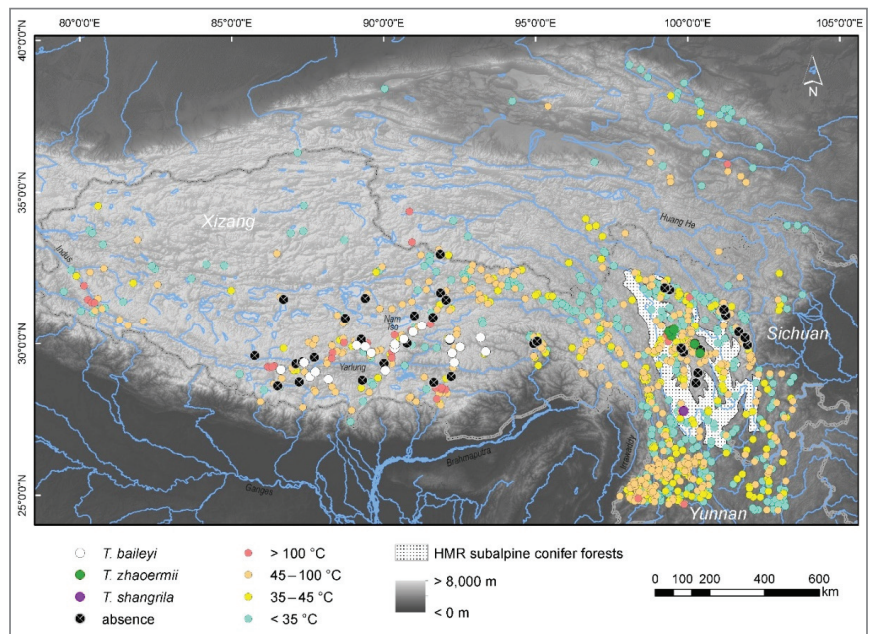 80°0'0"E 85°0'0"E 90°0'0"E 95°0'0"E 100°0'0"E 105°0'0"E
40°0'0"N
N
35°0'0"N
Xizang
Huang He
Indus
Nam
Tso
30°0'0"N
Sichuan
Yarlung
Brahmaputra
Irrawaddy
Ganges
25°0'0"N
Yunnan
T. baileyi > 100 °C HMR subalpine conifer forests
T. zhaoermii 45–100 °C > 8,000 m
T. shangrila 35–45 °C
absence < 35 °C < 0 m
0 100 200 400 600
km